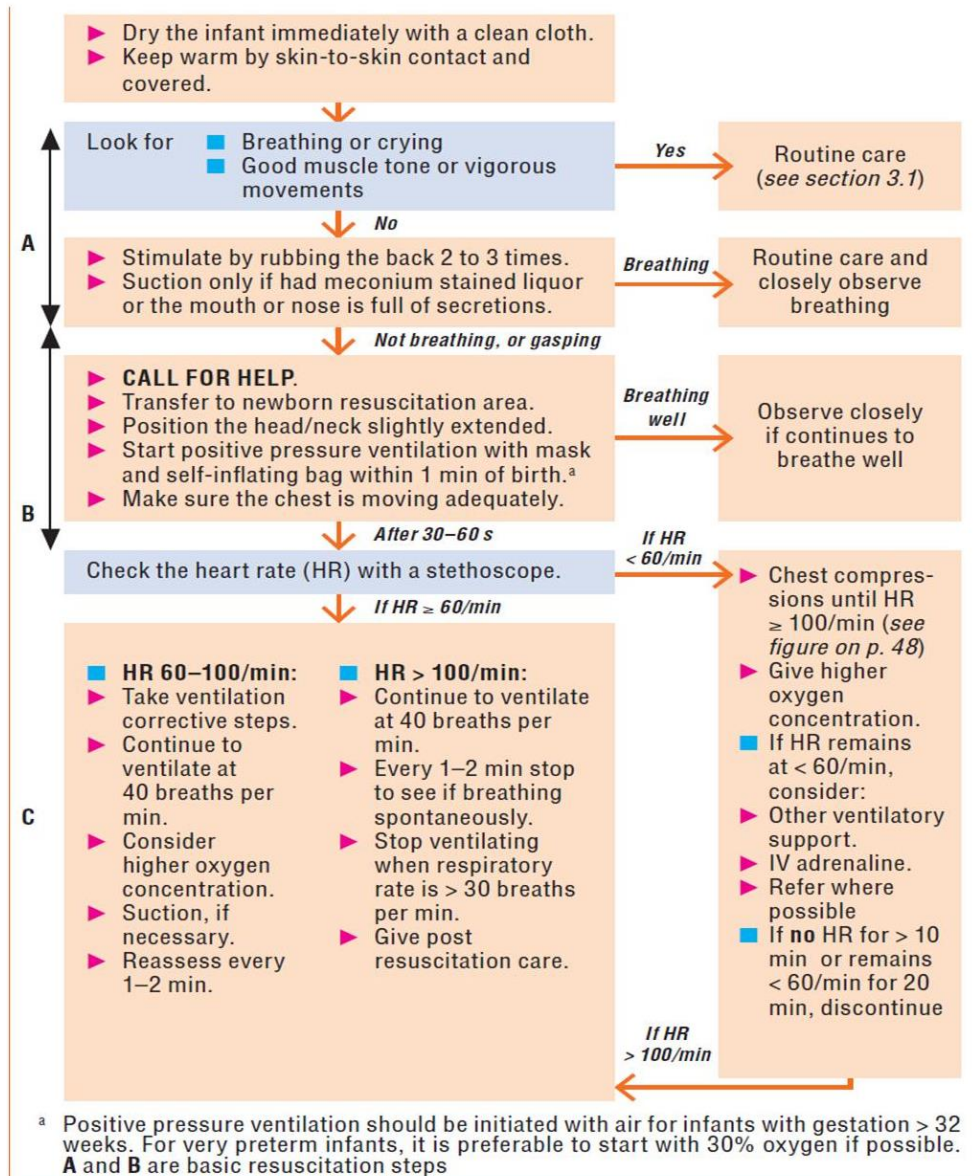 ► Dry the infant immediately with a clean cloth.
► Keep warm by skin-to-skin contact and
covered.
A
Look for ■ Breathing or crying
■ Good muscle tone or vigorous
movements
Yes
Routine care
(see section 3.1)
No
► Stimulate by rubbing the back 2 to 3 times.
► Suction only if had meconium stained liquor
or the mouth or nose is full of secretions.
Breathing
Routine care and
closely observe
breathing
Not breathing, or gasping
B
► CALL FOR HELP.
► Transfer to newborn resuscitation area.
► Position the head/neck slightly extended.
► Start positive pressure ventilation with mask
and self-inflating bag within 1 min of birth.ª
► Make sure the chest is moving adequately.
Breathing
well
Observe closely
if continues to
breathe well
After 30–60 s
Check the heart rate (HR) with a stethoscope.
If HR
< 60/min
► Chest compres-
sions until HR
≥ 100/min (see
figure on p. 48)
► Give higher
oxygen
concentration.
■ If HR remains
at < 60/min,
consider:
► Other ventilatory
support.
► IV adrenaline.
► Refer where
possible
■ If no HR for > 10
min or remains
< 60/min for 20
min, discontinue
If HR ≥ 60/min
C
■ HR 60–100/min:
► Take ventilation
corrective steps.
► Continue to
ventilate at
40 breaths per
min.
► Consider
higher oxygen
concentration.
► Suction, if
necessary.
► Reassess every
1–2 min.
■ HR > 100/min:
► Continue to ventilate
at 40 breaths per
min.
► Every 1–2 min stop
to see if breathing
spontaneously.
► Stop ventilating
when respiratory
rate is > 30 breaths
per min.
► Give post
resuscitation care.
If HR
> 100/min
ª Positive pressure ventilation should be initiated with air for infants with gestation > 32
weeks. For very preterm infants, it is preferable to start with 30% oxygen if possible.
A and B are basic resuscitation steps